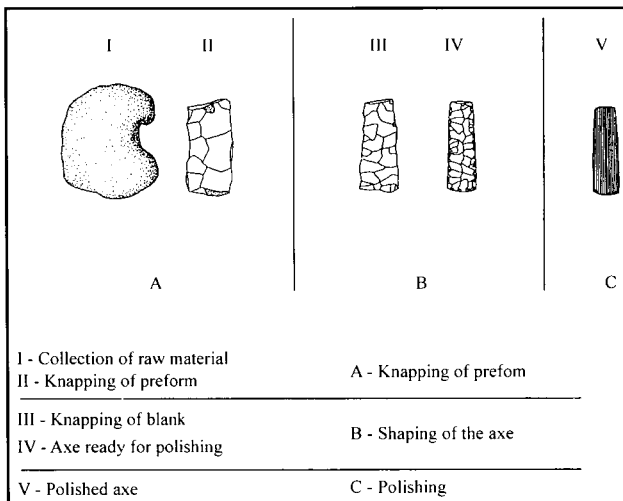 I II III IV V
A B C
I - Collection of raw material
II - Knapping of preform
A - Knapping of prefom
III - Knapping of blank
IV - Axe ready for polishing
B - Shaping of the axe
V - Polished axe C - Polishing